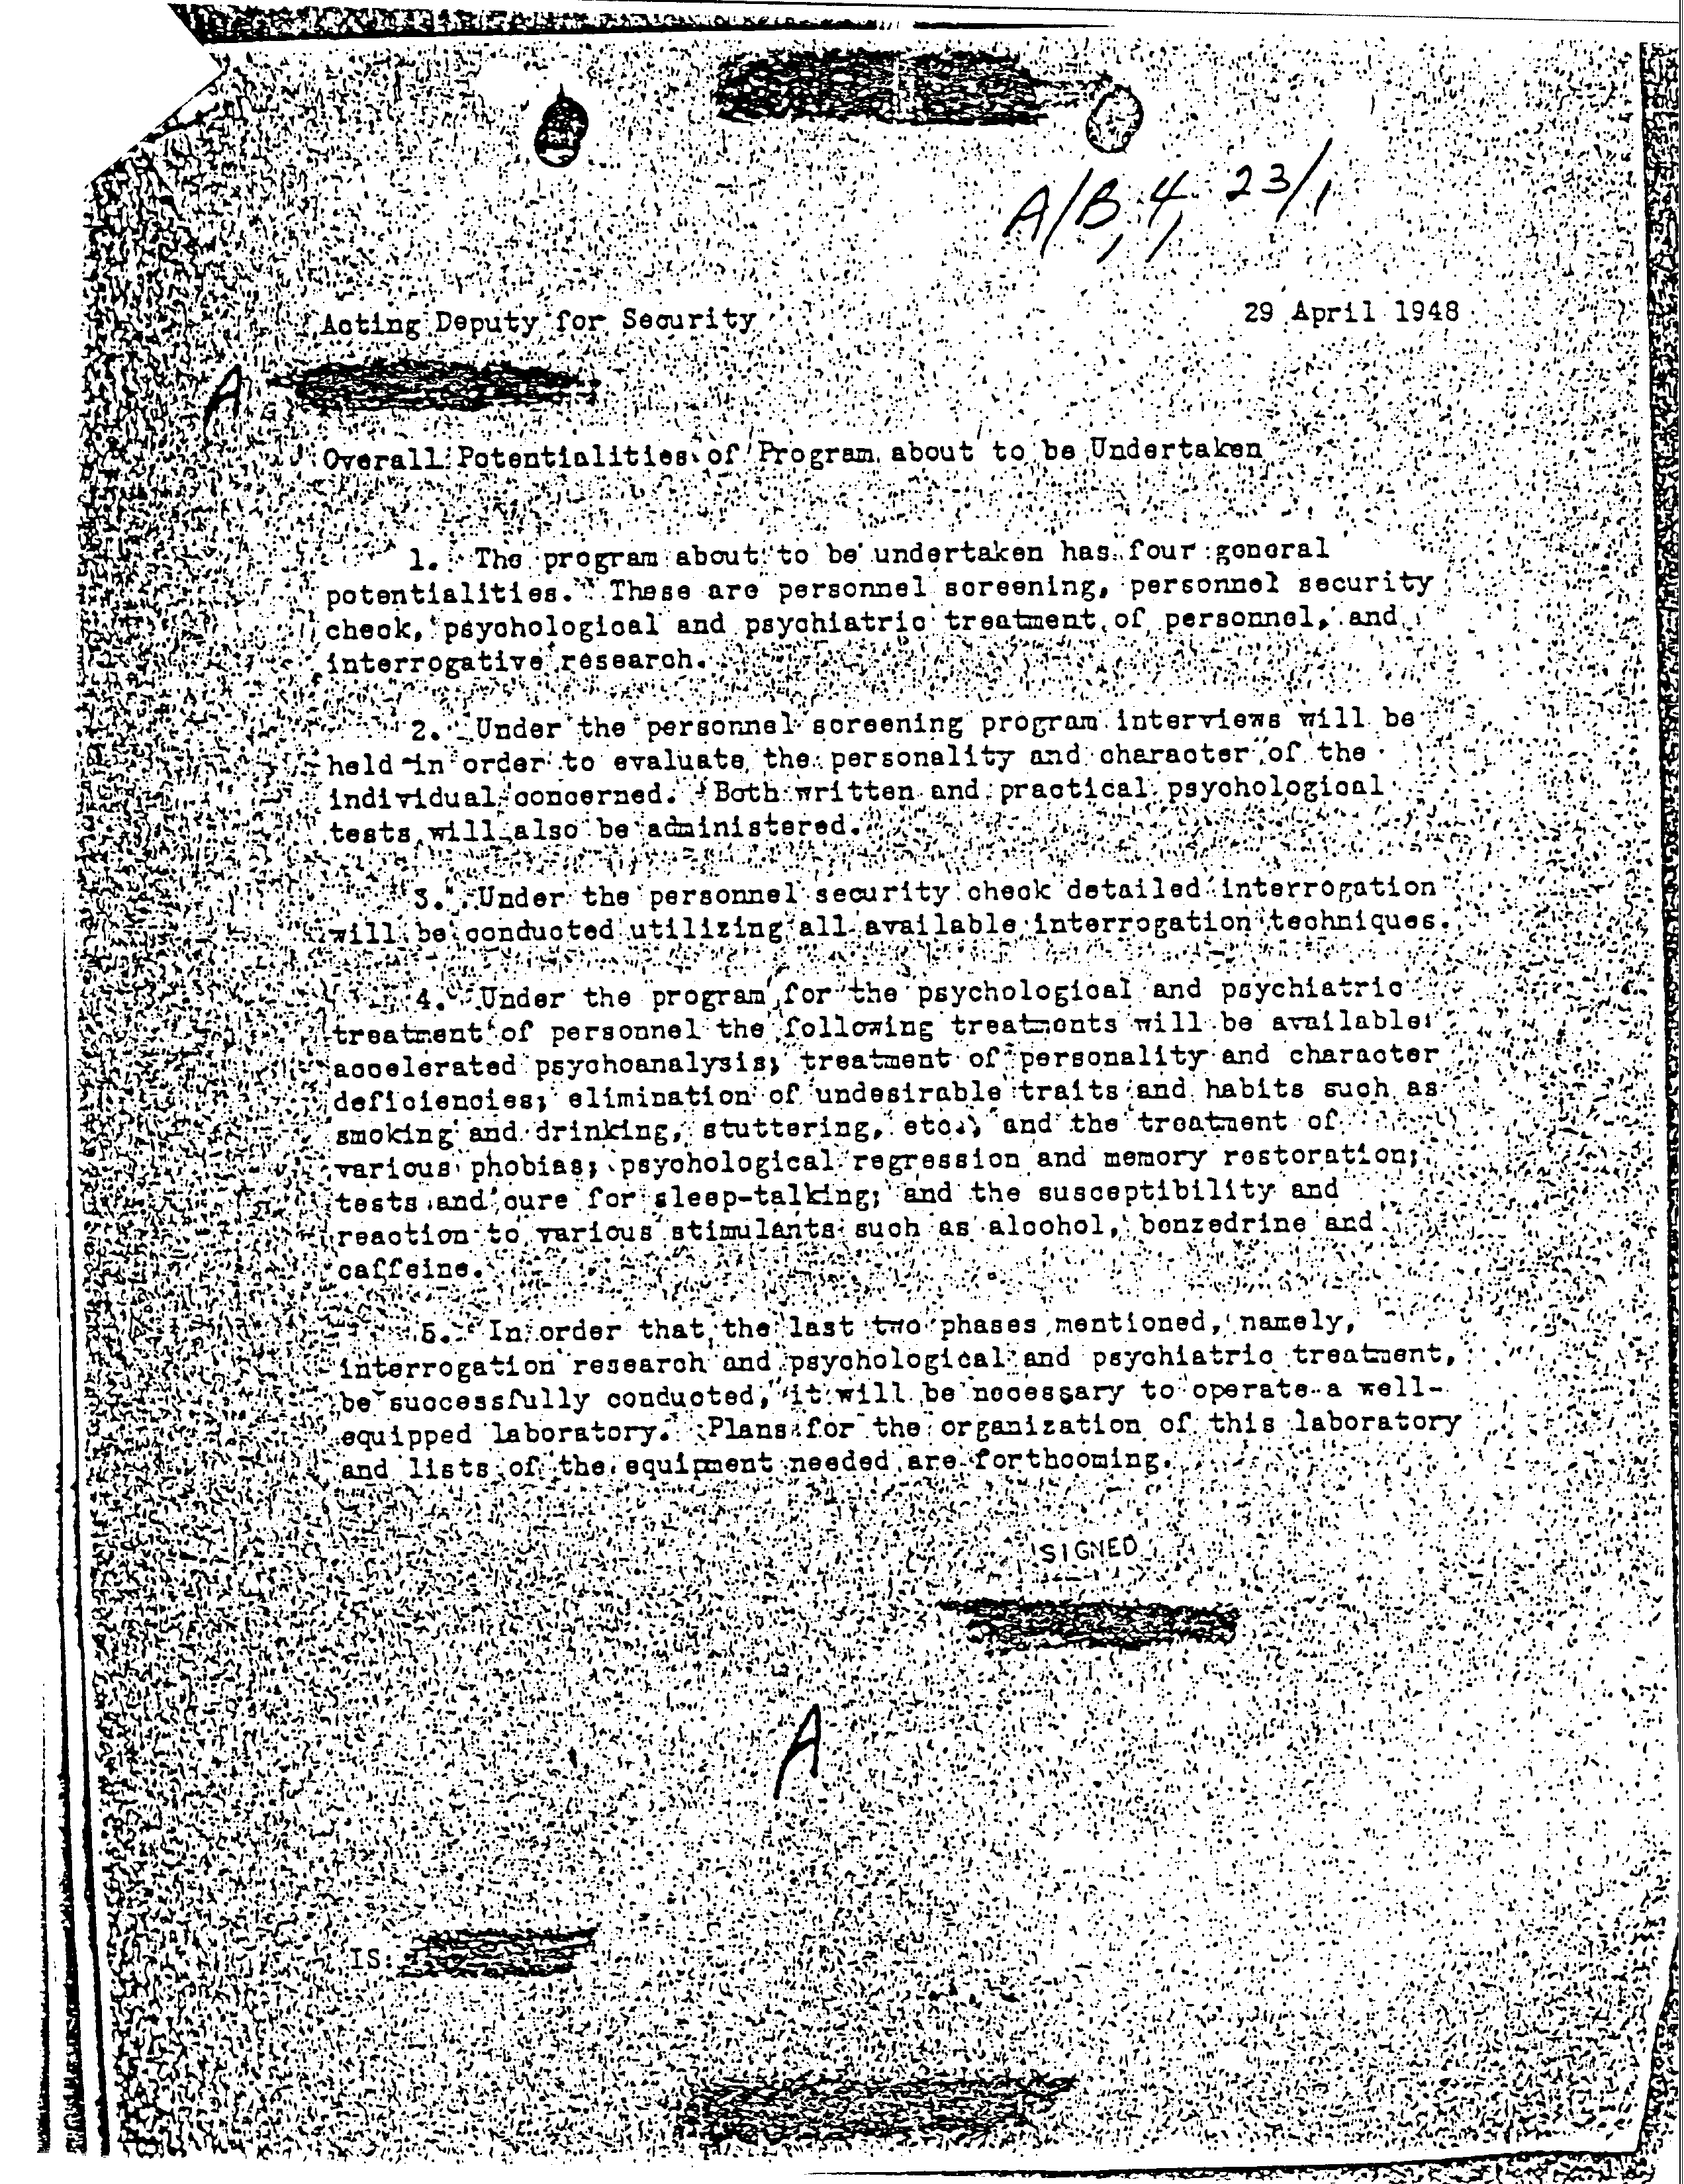 A/B, 4, 23/1
Acting Deputy for Security 29 April 1948
A
Overall Potentialities of Program about to be Undertaken
1. The program about to be undertaken has four general
potentialities. These are personnel screening, personnel security
check, psychological and psychiatric treatment of personnel, and
interrogative research.
2. Under the personnel screening program interviews will be
held in order to evaluate the personality and character of the
individual concerned. Both written and practical psychological
tests will also be administered.
3. Under the personnel security check detailed interrogation
will be conducted utilizing all available interrogation techniques.
4. Under the program for the psychological and psychiatric
treatment of personnel the following treatments will be available:
accelerated psychoanalysis; treatment of personality and character
deficiencies; elimination of undesirable traits and habits such as
smoking and drinking, stuttering, etc., and the treatment of
various phobias; psychological regression and memory restoration;
tests and cure for sleep-talking; and the susceptibility and
reaction to various stimulants such as alcohol, benzedrine and
caffeine.
5. In order that the last two phases mentioned, namely,
interrogation research and psychological and psychiatric treatment,
be successfully conducted, it will be necessary to operate a well-
equipped laboratory. Plans for the organization of this laboratory
and lists of the equipment needed are forthcoming.
SIGNED
A
IS: